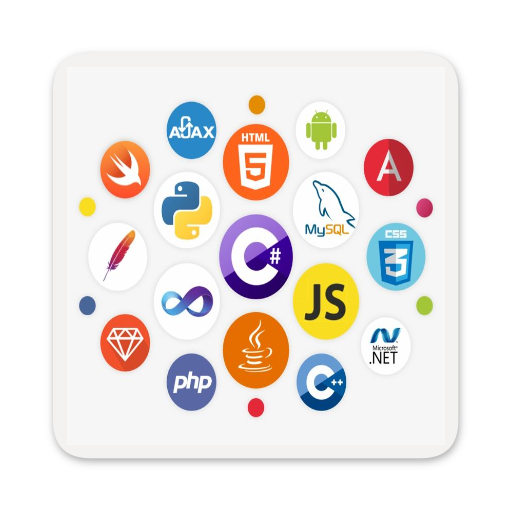 AJAX
HTML
5
A
MySQL
C#
CSS
3
JS
Microsoft®
.NET
php
C++